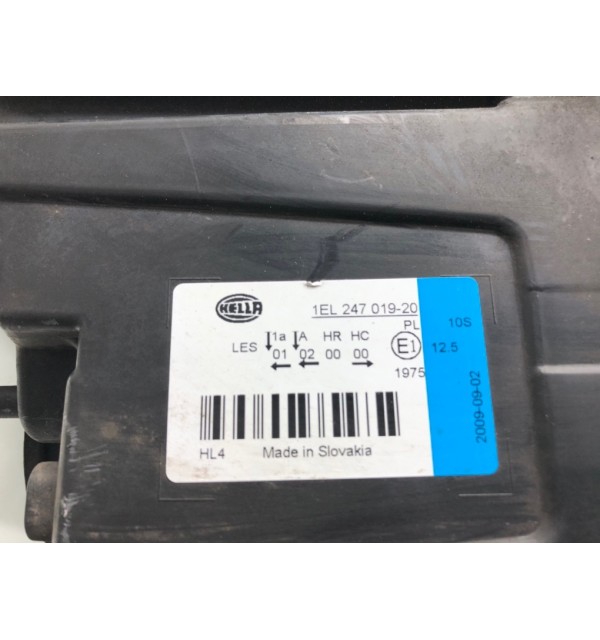 HELLA
1EL 247 019-20
PL 10S
1a A HR HC
LES 01 02 00 00 E1 12.5
1975
2009-09-02
HL4 Made in Slovakia